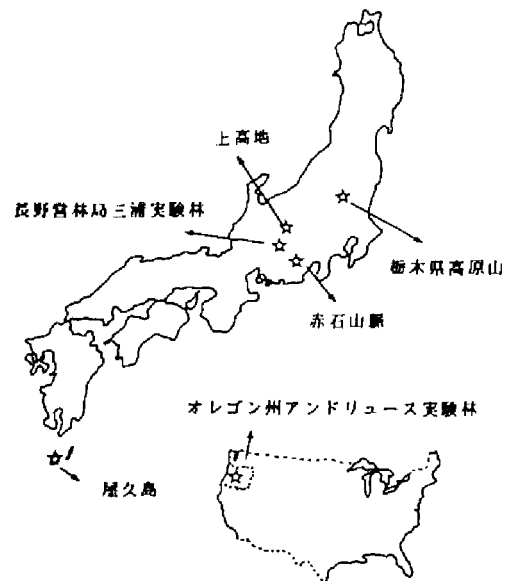 上高地
長野営林局三浦実験林
栃木県高原山
赤石山脈
オレゴン州アンドリュース実験林
屋久島